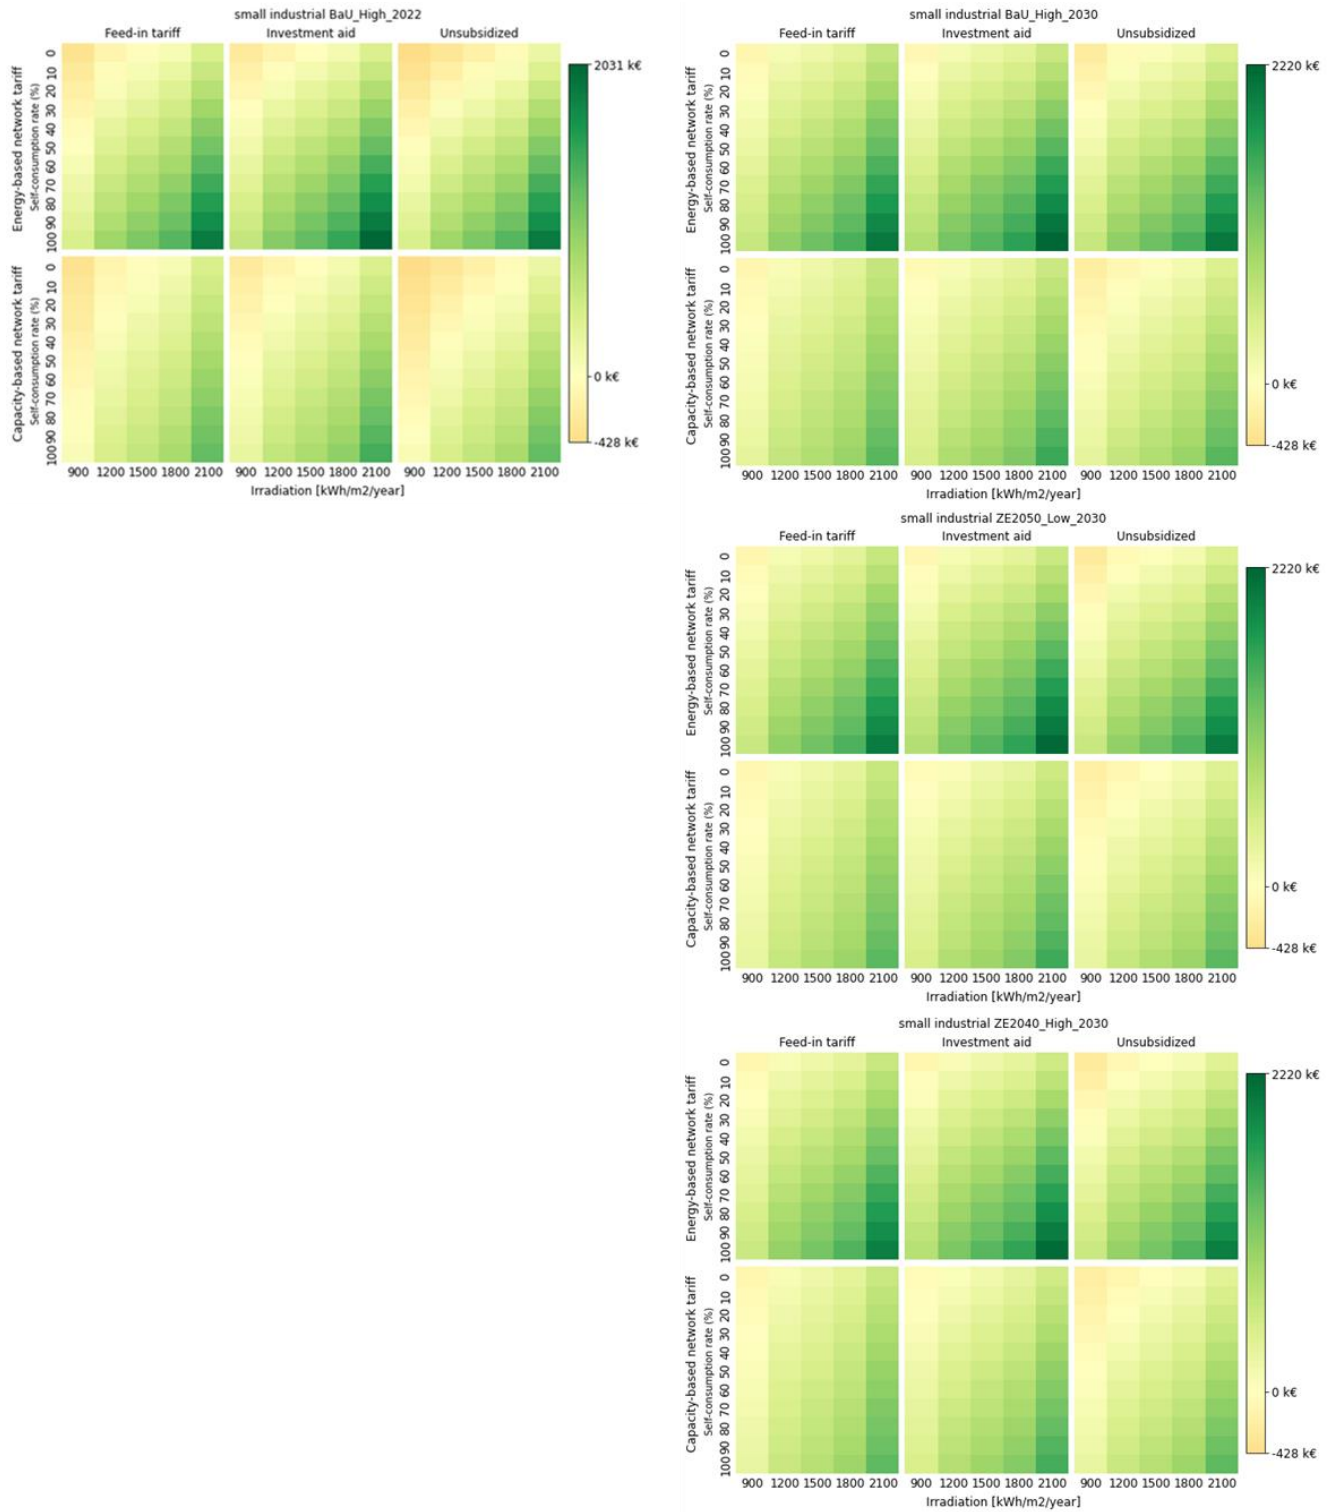 small industrial BaU_High_2022
Feed-in tariff Investment aid Unsubsidized
Energy-based network tariff
Self-consumption rate (%)
0 10 20 30 40 50 60 70 80 90 100
2031 k€
0 k€
-428 k€
Capacity-based network tariff
Self-consumption rate (%)
0 10 20 30 40 50 60 70 80 90 100
900 1200 1500 1800 2100 900 1200 1500 1800 2100 900 1200 1500 1800 2100
Irradiation [kWh/m2/year]
small industrial BaU_High_2030
Feed-in tariff Investment aid Unsubsidized
Energy-based network tariff
Self-consumption rate (%)
0 10 20 30 40 50 60 70 80 90 100
2220 k€
0 k€
-428 k€
Capacity-based network tariff
Self-consumption rate (%)
0 10 20 30 40 50 60 70 80 90 100
900 1200 1500 1800 2100 900 1200 1500 1800 2100 900 1200 1500 1800 2100
Irradiation [kWh/m2/year]
small industrial ZE2050_Low_2030
Feed-in tariff Investment aid Unsubsidized
Energy-based network tariff
Self-consumption rate (%)
0 10 20 30 40 50 60 70 80 90 100
2220 k€
0 k€
-428 k€
Capacity-based network tariff
Self-consumption rate (%)
0 10 20 30 40 50 60 70 80 90 100
900 1200 1500 1800 2100 900 1200 1500 1800 2100 900 1200 1500 1800 2100
Irradiation [kWh/m2/year]
small industrial ZE2040_High_2030
Feed-in tariff Investment aid Unsubsidized
Energy-based network tariff
Self-consumption rate (%)
0 10 20 30 40 50 60 70 80 90 100
2220 k€
0 k€
-428 k€
Capacity-based network tariff
Self-consumption rate (%)
0 10 20 30 40 50 60 70 80 90 100
900 1200 1500 1800 2100 900 1200 1500 1800 2100 900 1200 1500 1800 2100
Irradiation [kWh/m2/year]